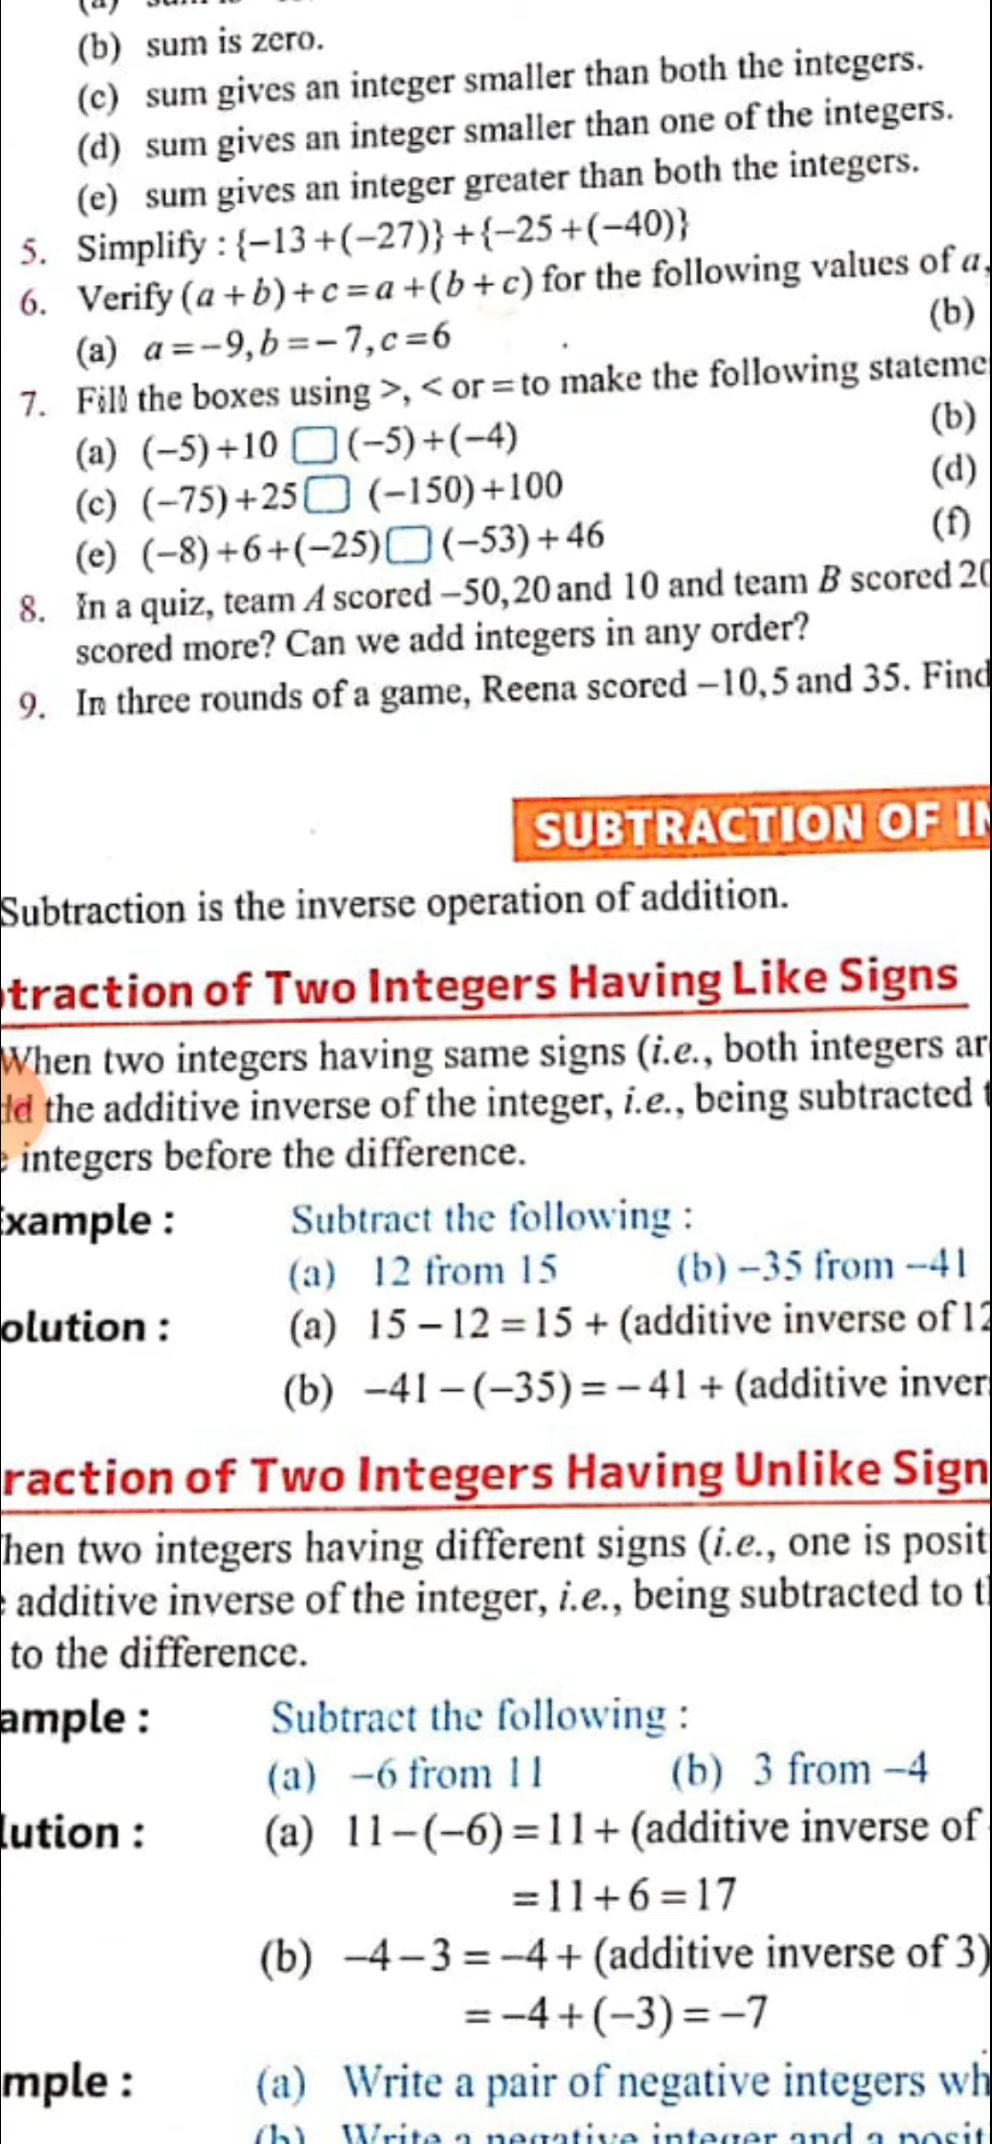 (b) sum is zero.
(c) sum gives an integer smaller than both the integers.
(d) sum gives an integer smaller than one of the integers.
(e) sum gives an integer greater than both the integers.
5. Simplify : {−13+(−27)}+{−25+(−40)}
6. Verify (a+b)+c=a+(b+c) for the following values of a,
(a) a=−9,b=−7,c=6 (b)
7. Fill the boxes using >, < or = to make the following stateme
(a) (−5)+10 □ (−5)+(−4) (b)
(c) (−75)+25 □ (−150)+100 (d)
(e) (−8)+6+(−25) □ (−53)+46 (f)
8. In a quiz, team A scored −50,20 and 10 and team B scored 20
scored more? Can we add integers in any order?
9. In three rounds of a game, Reena scored −10,5 and 35. Find
SUBTRACTION OF IN
Subtraction is the inverse operation of addition.
traction of Two Integers Having Like Signs
When two integers having same signs (i.e., both integers ar
dd the additive inverse of the integer, i.e., being subtracted t
e integers before the difference.
xample : Subtract the following :
(a) 12 from 15 (b) −35 from −41
olution : (a) 15−12=15+(additive inverse of 12
(b) −41−(−35)=−41+(additive inver
raction of Two Integers Having Unlike Sign
hen two integers having different signs (i.e., one is posit
e additive inverse of the integer, i.e., being subtracted to t
to the difference.
ample : Subtract the following :
(a) −6 from 11 (b) 3 from −4
lution : (a) 11−(−6)=11+(additive inverse of
=11+6=17
(b) −4−3=−4+(additive inverse of 3)
=−4+(−3)=−7
mple : (a) Write a pair of negative integers wh
(b) Write a negative integer and a posit